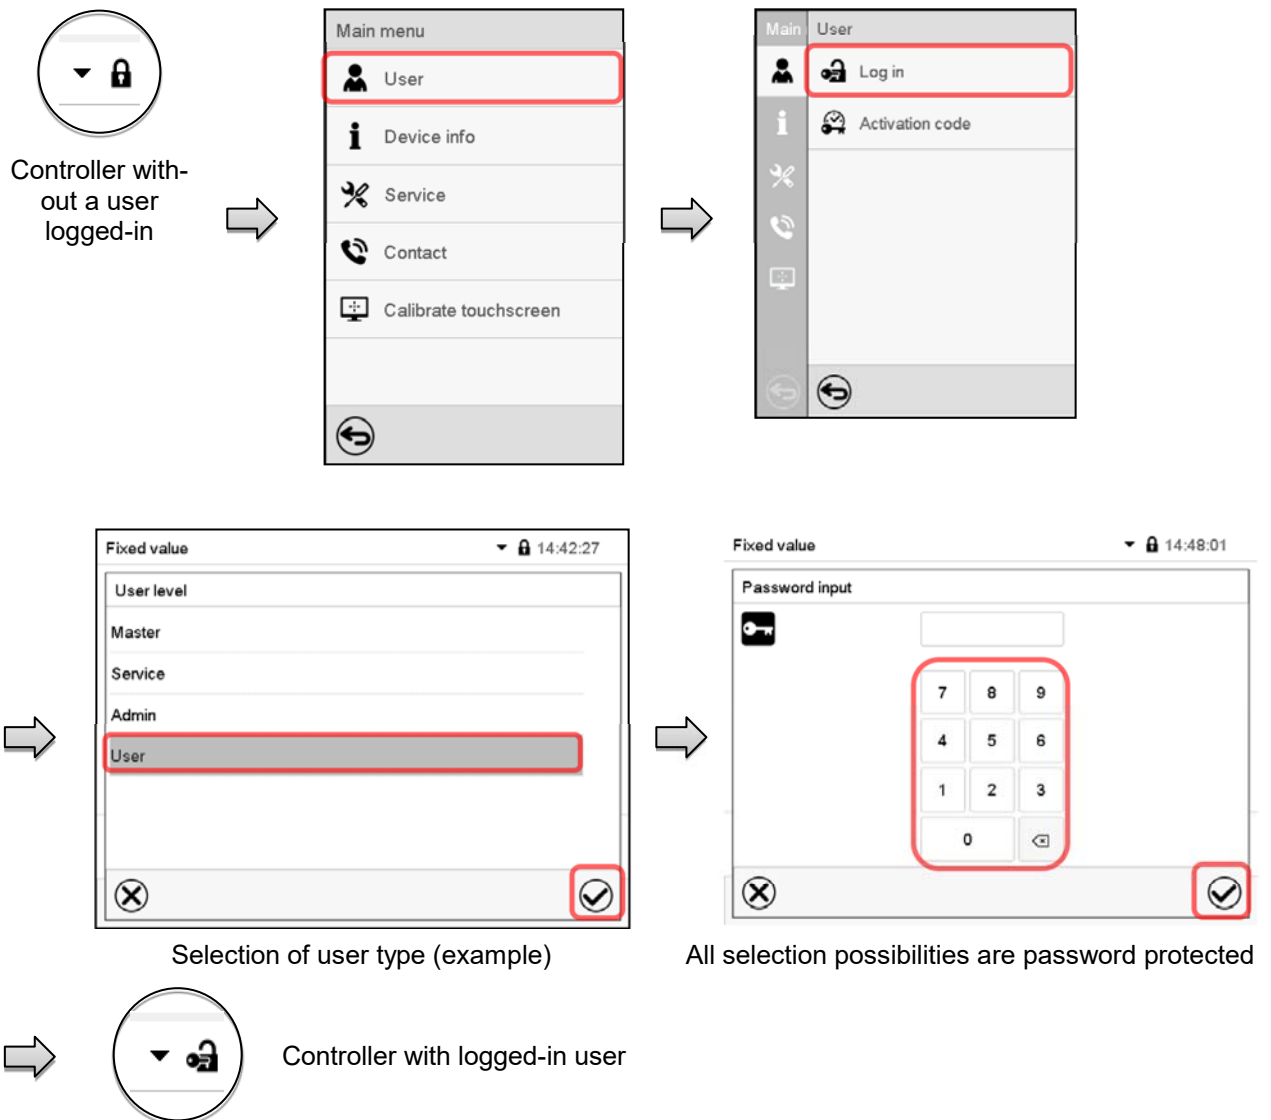 Controller with-
out a user
logged-in
Main menu
User
Device info
Service
Contact
Calibrate touchscreen
Main
User
Log in
Activation code
Fixed value
14:42:27
User level
Master
Service
Admin
User
Selection of user type (example)
Fixed value
14:48:01
Password input
7 8 9
4 5 6
1 2 3
0
All selection possibilities are password protected
Controller with logged-in user